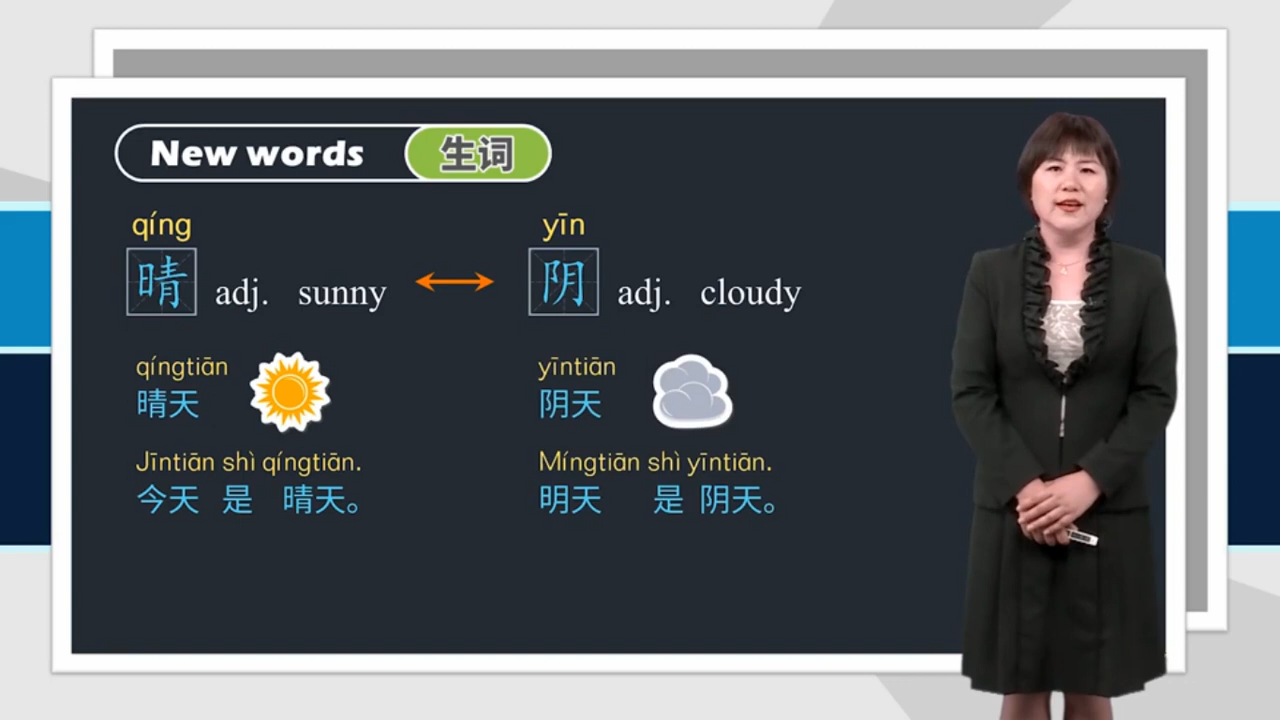 New words 生词
qíng
晴 adj. sunny
yīn
阴 adj. cloudy
qíngtiān
晴天
yīntiān
阴天
Jīntiān shì qíngtiān.
今天 是 晴天。
Míngtiān shì yīntiān.
明天 是 阴天。